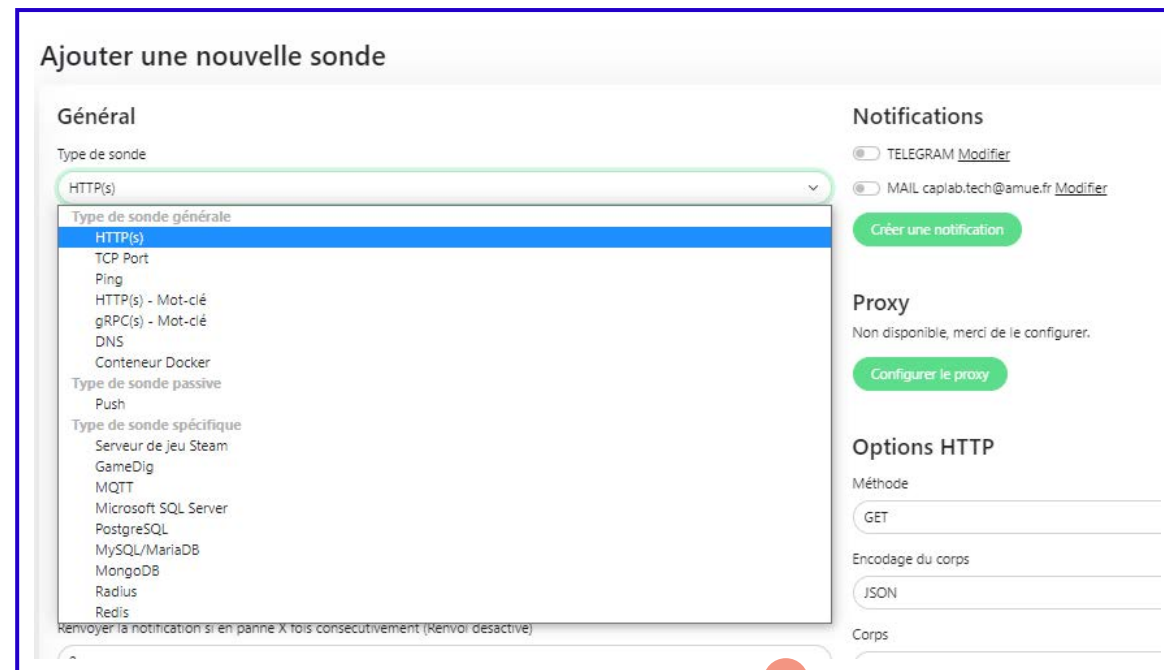 Ajouter une nouvelle sonde
Général
Type de sonde
HTTP(s)
Type de sonde générale
HTTP(s)
TCP Port
Ping
HTTP(s) - Mot-clé
gRPC(s) - Mot-clé
DNS
Conteneur Docker
Type de sonde passive
Push
Type de sonde spécifique
Serveur de jeu Steam
GameDig
MQTT
Microsoft SQL Server
PostgreSQL
MySQL/MariaDB
MongoDB
Radius
Redis
Renvoyer la notification si en panne X fois consécutivement (Renvoi désactivé)
Notifications
TELEGRAM Modifier
MAIL caplab.tech@amue.fr Modifier
Créer une notification
Proxy
Non disponible, merci de le configurer.
Configurer le proxy
Options HTTP
Méthode
GET
Encodage du corps
JSON
Corps